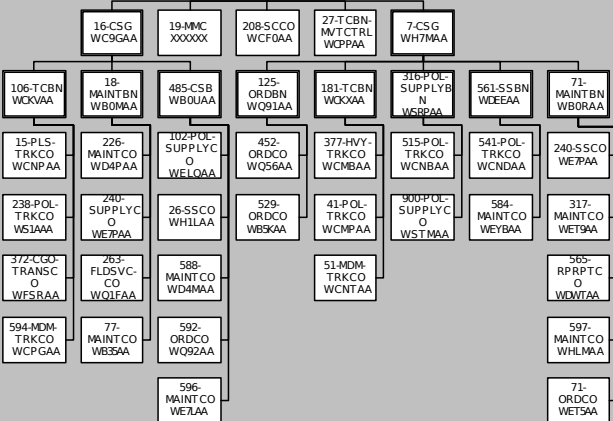 16-CSG
WC9GAA
19-MMC
XXXXXX
208-SCCO
WCF0AA
27-TCBN-
MVTCTRL
WCPPAA
7-CSG
WH7MAA
106-TCBN
WCKVAA
18-
MAINTBN
WB0MAA
485-CSB
WB0UAA
125-
ORDBN
WQ91AA
181-TCBN
WCKXAA
316-POL-
SUPPLYB
N
WSRPAA
561-SSBN
WDEEAA
71-
MAINTBN
WB0RAA
15-PLS-
TRKCO
WCNPAA
226-
MAINTCO
WD4PAA
102-POL-
SUPPLYC
O
WELQAA
452-
ORDCO
WQ56AA
377-HVY-
TRKCO
WCMBAA
515-POL-
TRKCO
WCNBAA
541-POL-
TRKCO
WCNDAA
240-SSCO
WE7PAA
238-POL-
TRKCO
WS1AAA
240-
SUPPLYC
O
WE7PAA
26-SSCO
WH1LAA
529-
ORDCO
WB5KAA
41-POL-
TRKCO
WCMPAA
900-POL-
SUPPLYC
O
WSTMAA
584-
MAINTCO
WEYBAA
317-
MAINTCO
WET9AA
372-CGO-
TRANSC
O
WFSRAA
263-
FLDSVC-
CO
WQ1FAA
588-
MAINTCO
WD4MAA
51-MDM-
TRKCO
WCNTAA
565-
RPRPTC
O
WDWTAA
594-MDM-
TRKCO
WCPGAA
77-
MAINTCO
WB35AA
592-
ORDCO
WQ92AA
597-
MAINTCO
WHLMAA
596-
MAINTCO
WE7LAA
71-
ORDCO
WET5AA